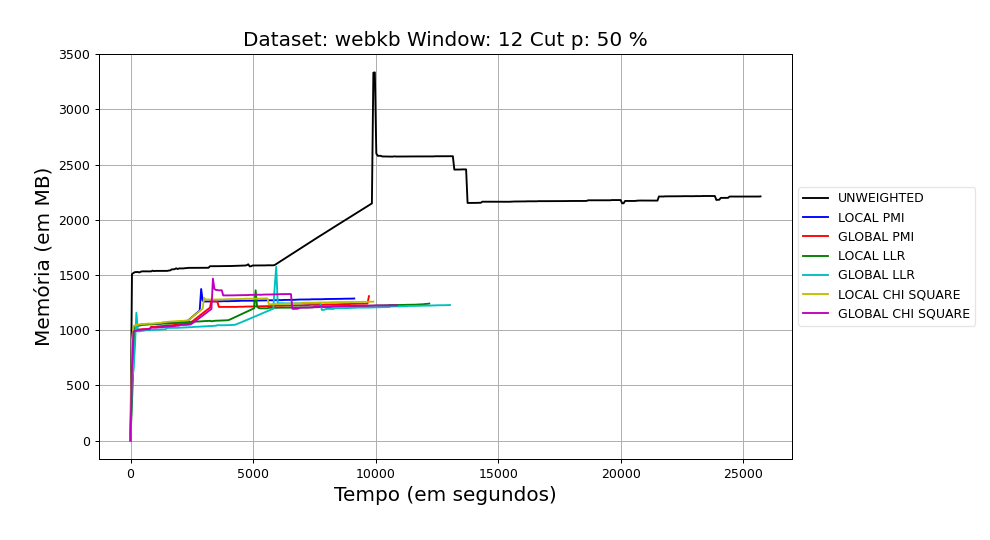 Dataset: webkb Window: 12 Cut p: 50 %
3500
3000
2500
2000
1500
1000
500
0
Memória (em MB)
0 5000 10000 15000 20000 25000
Tempo (em segundos)
UNWEIGHTED
LOCAL PMI
GLOBAL PMI
LOCAL LLR
GLOBAL LLR
LOCAL CHI SQUARE
GLOBAL CHI SQUARE